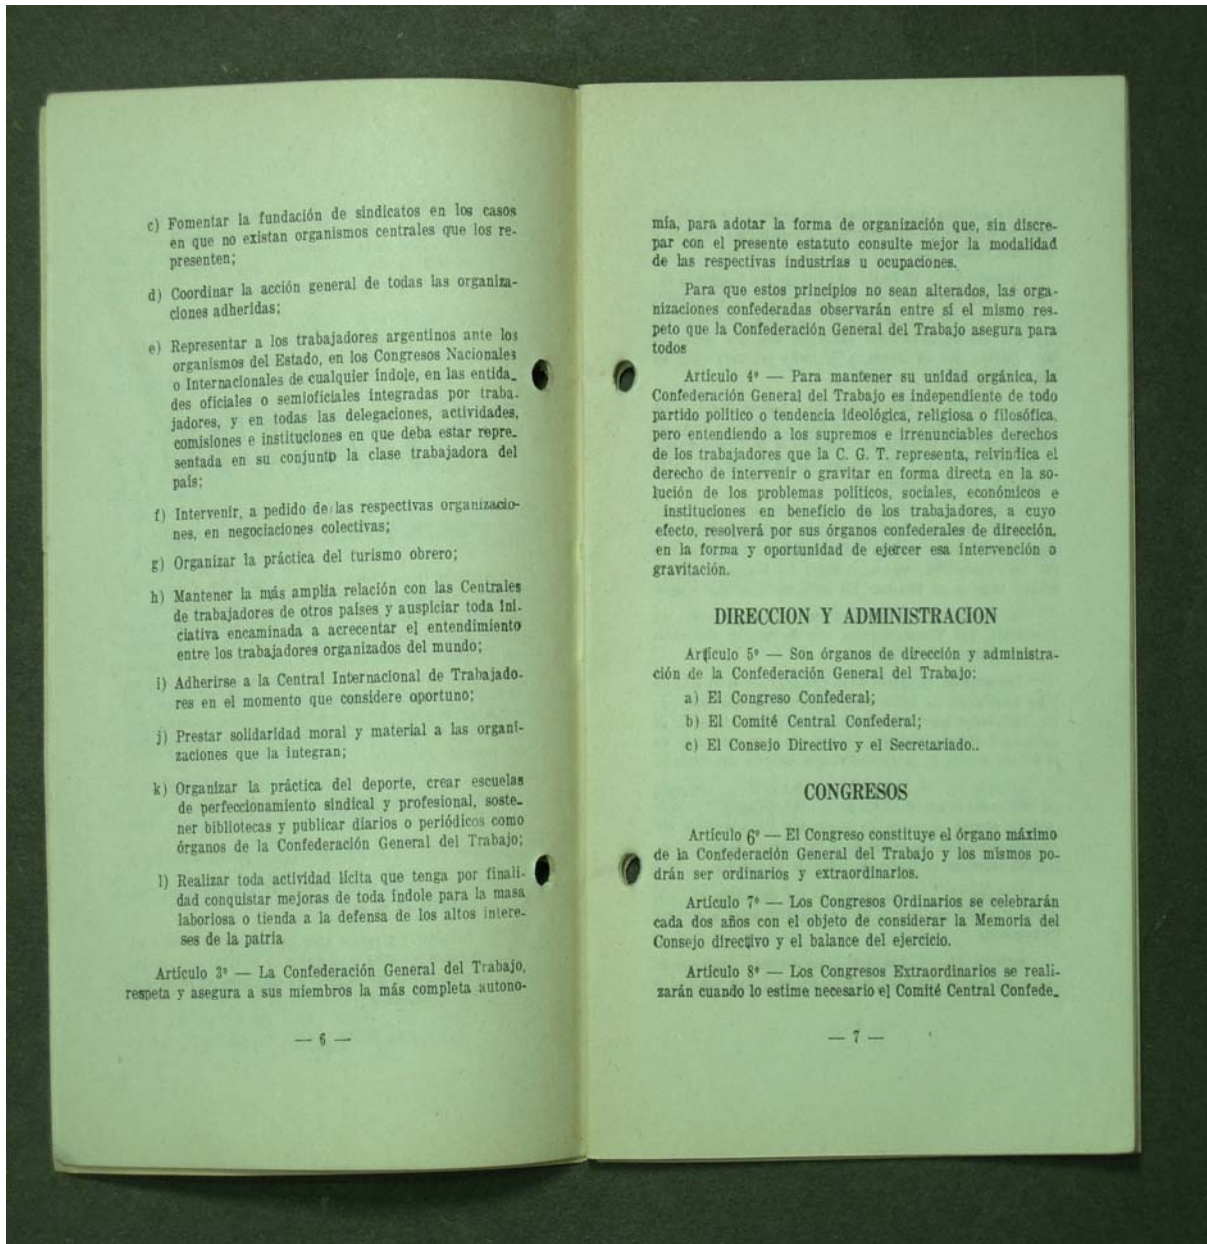 c) Fomentar la fundación de sindicatos en los casos
en que no existan organismos centrales que los re-
presenten;
d) Coordinar la acción general de todas las organiza-
ciones adheridas;
e) Representar a los trabajadores argentinos ante los
organismos del Estado, en los Congresos Nacionales
o Internacionales de cualquier índole, en las entida_
des oficiales o semioficiales integradas por traba-
jadores, y en todas las delegaciones, actividades,
comisiones e instituciones en que deba estar repre_
sentada en su conjunto la clase trabajadora del
país;
f) Intervenir, a pedido de las respectivas organizacio-
nes, en negociaciones colectivas;
g) Organizar la práctica del turismo obrero;
h) Mantener la más amplia relación con las Centrales
de trabajadores de otros países y auspiciar toda ini-
ciativa encaminada a acrecentar el entendimiento
entre los trabajadores organizados del mundo;
i) Adherirse a la Central Internacional de Trabajado-
res en el momento que considere oportuno;
j) Prestar solidaridad moral y material a las organi-
zaciones que la integran;
k) Organizar la práctica del deporte, crear escuelas
de perfeccionamiento sindical y profesional, soste_
ner bibliotecas y publicar diarios o periódicos como
órganos de la Confederación General del Trabajo;
l) Realizar toda actividad lícita que tenga por finali-
dad conquistar mejoras de toda índole para la masa
laboriosa o tienda a la defensa de los altos intere-
ses de la patria
Artículo 3º — La Confederación General del Trabajo,
respeta y asegura a sus miembros la más completa autono-
— 6 —
mía, para adotar la forma de organización que, sin discre-
par con el presente estatuto consulte mejor la modalidad
de las respectivas industrias u ocupaciones.
Para que estos principios no sean alterados, las orga-
nizaciones confederadas observarán entre sí el mismo res-
peto que la Confederación General del Trabajo asegura para
todos
Artículo 4º — Para mantener su unidad orgánica, la
Confederación General del Trabajo es independiente de todo
partido político o tendencia ideológica, religiosa o filosófica,
pero entendiendo a los supremos e irrenunciables derechos
de los trabajadores que la C. G. T. representa, reivindica el
derecho de intervenir o gravitar en forma directa en la so-
lución de los problemas políticos, sociales, económicos e
instituciones en beneficio de los trabajadores, a cuyo
efecto, resolverá por sus órganos confederales de dirección,
en la forma y oportunidad de ejercer esa intervención o
gravitación.
DIRECCION Y ADMINISTRACION
Artículo 5º — Son órganos de dirección y administra-
ción de la Confederación General del Trabajo:
a) El Congreso Confederal;
b) El Comité Central Confederal;
c) El Consejo Directivo y el Secretariado..
CONGRESOS
Artículo 6º — El Congreso constituye el órgano máximo
de la Confederación General del Trabajo y los mismos po-
drán ser ordinarios y extraordinarios.
Artículo 7º — Los Congresos Ordinarios se celebrarán
cada dos años con el objeto de considerar la Memoria del
Consejo directivo y el balance del ejercicio.
Artículo 8º — Los Congresos Extraordinarios se reali-
zarán cuando lo estime necesario el Comité Central Confede_
— 7 —